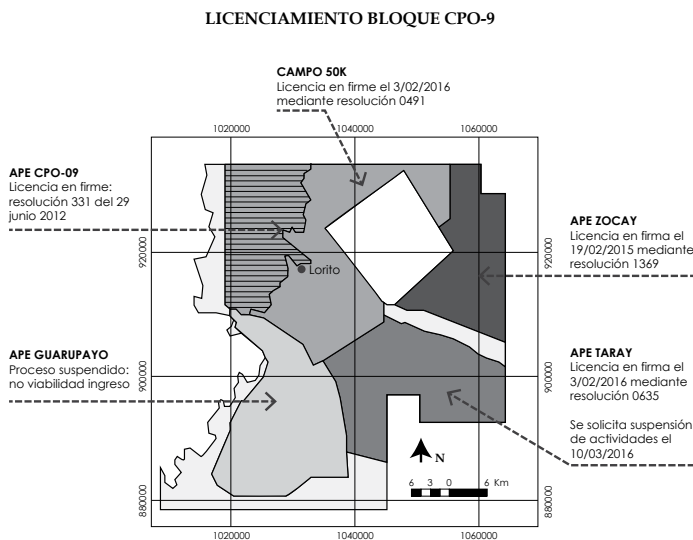 LICENCIAMIENTO BLOQUE CPO-9
CAMPO 50K
Licencia en firme el 3/02/2016
mediante resolución 0491
1020000
1040000
1060000
APE CPO-09
Licencia en firme:
resolución 331 del 29
junio 2012
920000
Lorito
920000
APE ZOCAY
Licencia en firme el
19/02/2015 mediante
resolución 1369
APE GUARUPAYO
Proceso suspendido:
no viabilidad ingreso
900000
900000
APE TARAY
Licencia en firme el
3/02/2016 mediante
resolución 0635
Se solicita suspensión
de actividades el
10/03/2016
N
6 3 0 6 Km
880000
880000
1020000
1040000
1060000